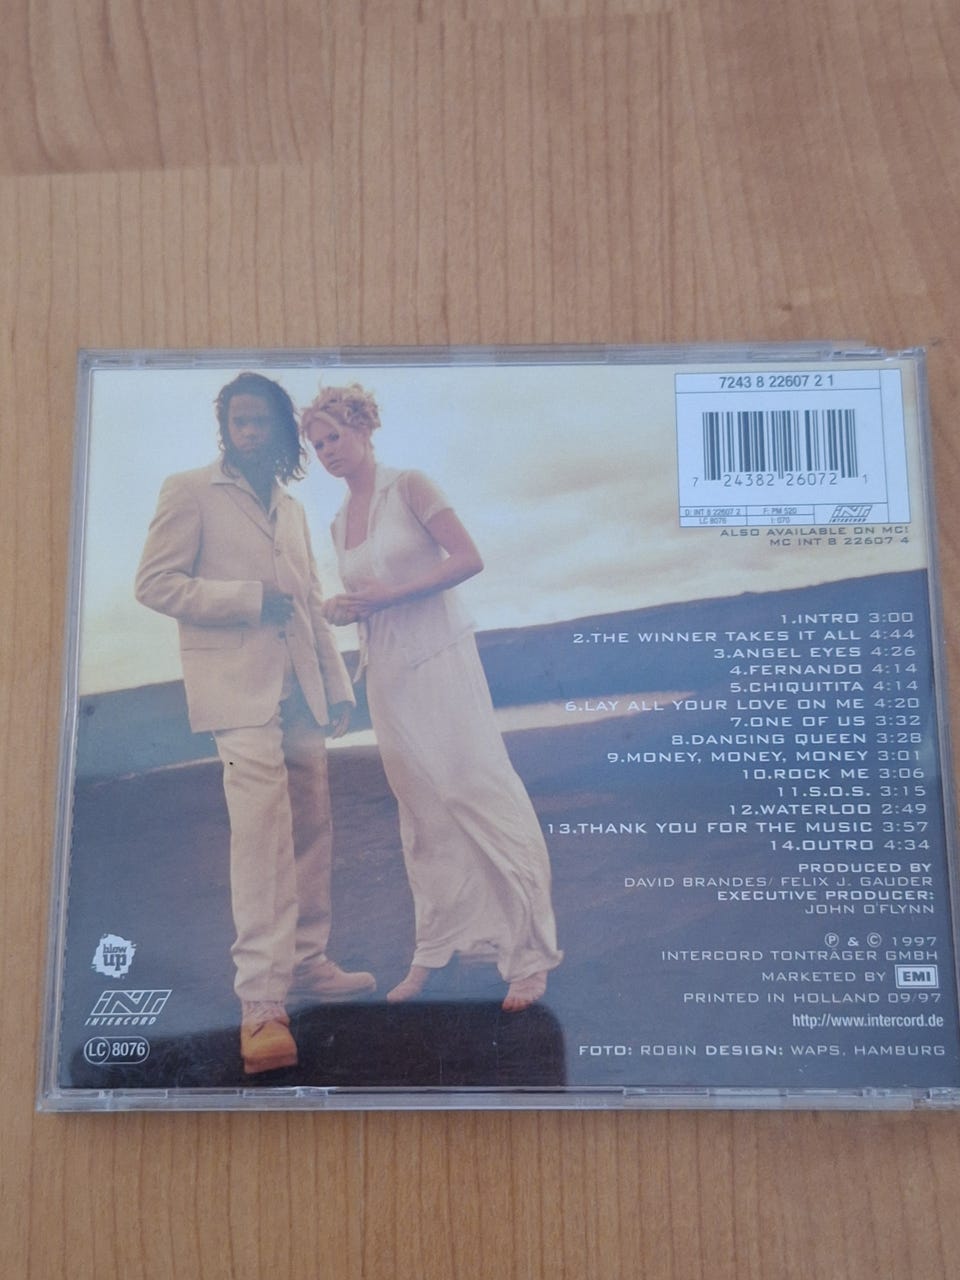 7243 8 22607 2 1
7 24382 26072 1
D: INT 8 22607 2 F: PM 520
LC 8076 I: 070 INT INTERCORD
ALSO AVAILABLE ON MC!
MC INT 8 22607 4
1.INTRO 3:00
2.THE WINNER TAKES IT ALL 4:44
3.ANGEL EYES 4:26
4.FERNANDO 4:14
5.CHIQUITITA 4:14
6.LAY ALL YOUR LOVE ON ME 4:20
7.ONE OF US 3:32
8.DANCING QUEEN 3:28
9.MONEY, MONEY, MONEY 3:01
10.ROCK ME 3:06
11.S.O.S. 3:15
12.WATERLOO 2:49
13.THANK YOU FOR THE MUSIC 3:57
14.OUTRO 4:34
PRODUCED BY
DAVID BRANDES/ FELIX J. GAUDER
EXECUTIVE PRODUCER:
JOHN O'FLYNN
℗ & © 1997
INTERCORD TONTRÄGER GMBH
MARKETED BY EMI
PRINTED IN HOLLAND 09/97
http://www.intercord.de
FOTO: ROBIN DESIGN: WAPS, HAMBURG
blow
up
INT
INTERCORD
LC 8076